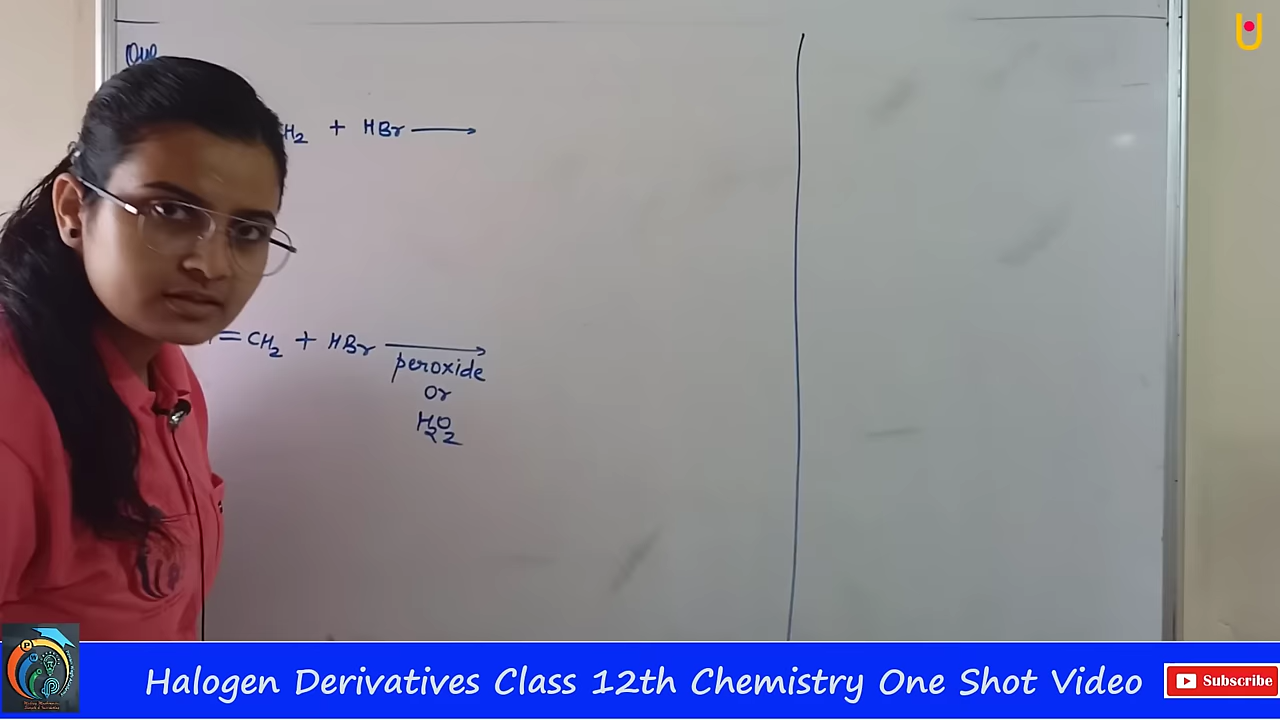 Que
H₂ + HBr ⟶
= CH₂ + HBr ⟶
peroxide
Or
H₂O₂
Halogen Derivatives Class 12th Chemistry One Shot Video
Subscribe